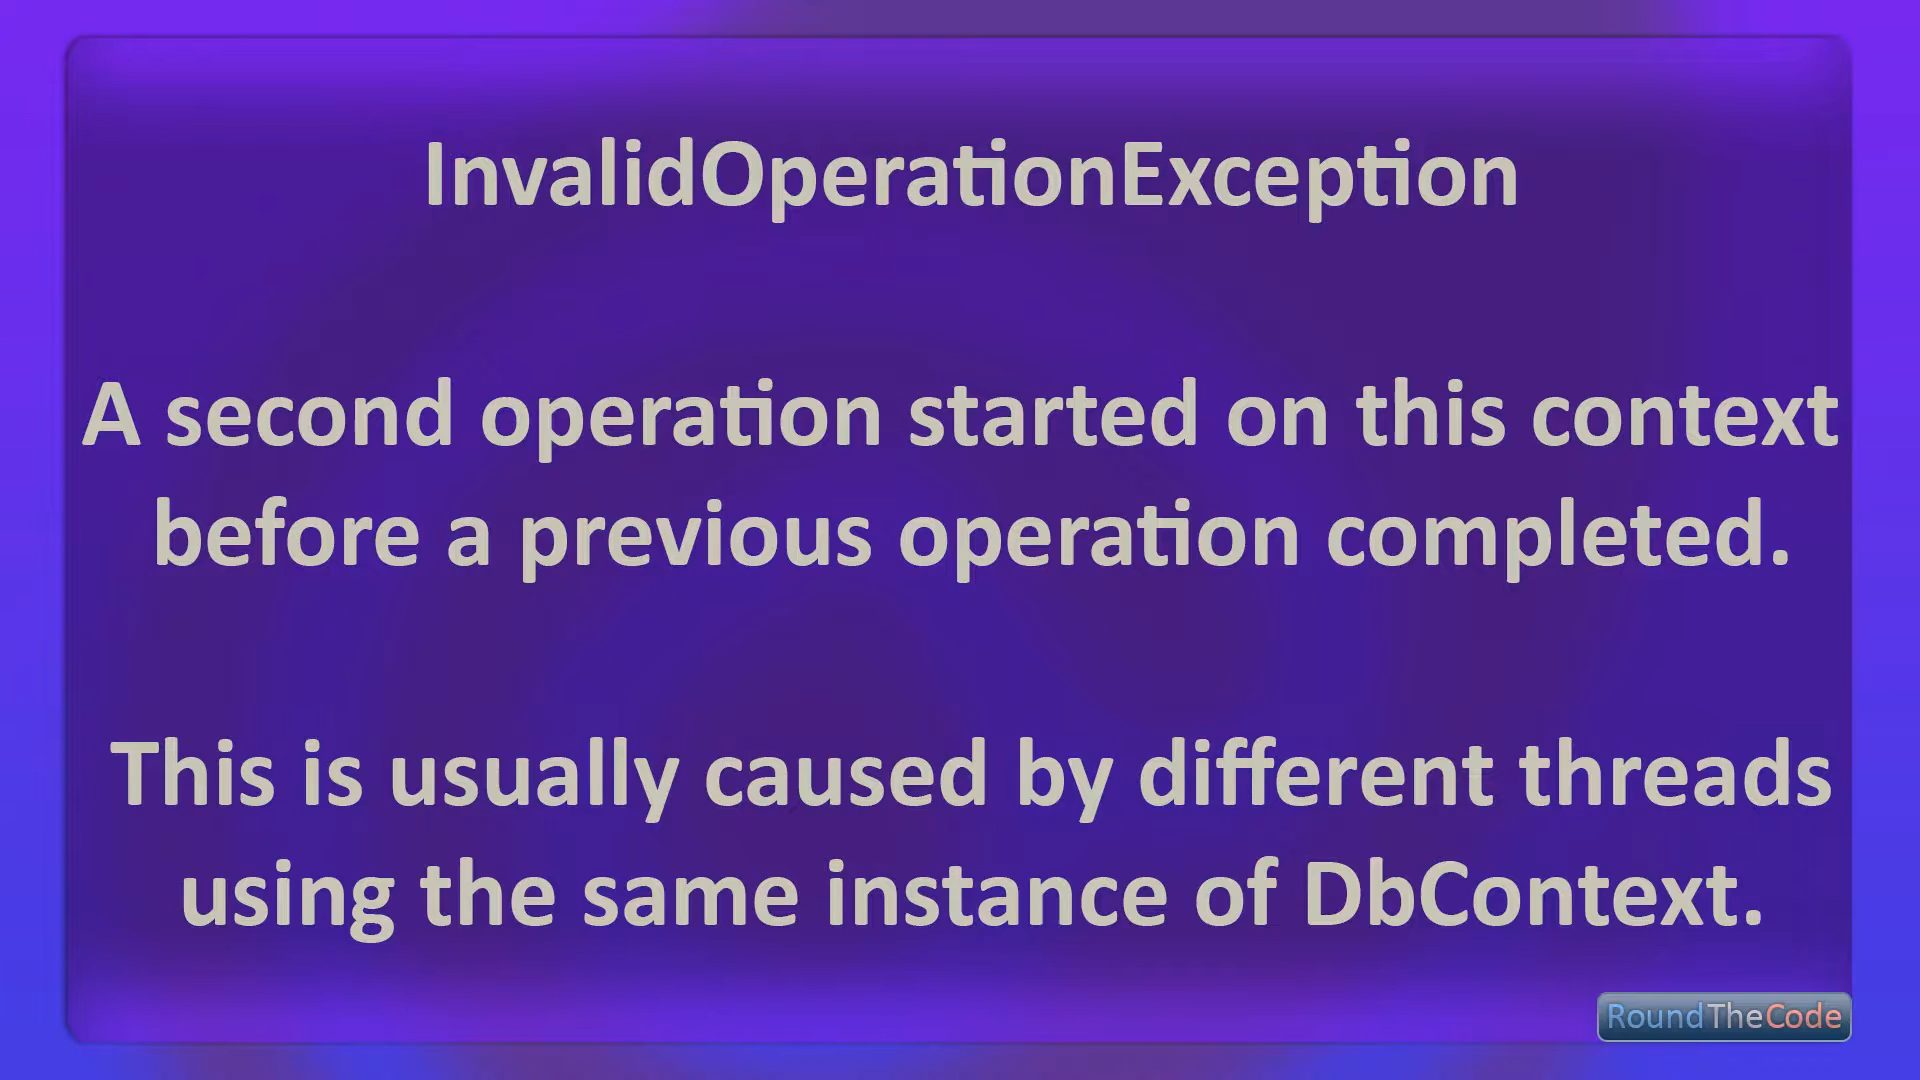 InvalidOperationException
A second operation started on this context
before a previous operation completed.
This is usually caused by different threads
using the same instance of DbContext.
RoundTheCode